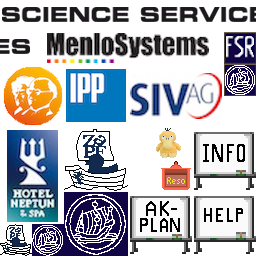 SCIENCE SERVICE
ES
MenloSystems
FSR
IPP
SIV AG
HOTEL
NEPTUN
& SPA
Reso
INFO
AK-
PLAN
HELP